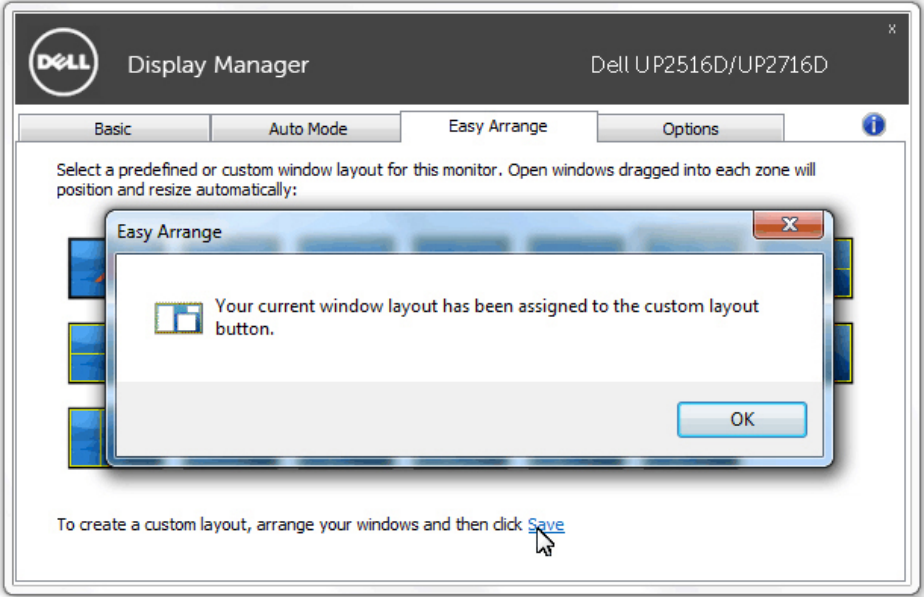 DELL
Display Manager
Dell UP2516D/UP2716D
x
Basic
Auto Mode
Easy Arrange
Options
i
Select a predefined or custom window layout for this monitor. Open windows dragged into each zone will
position and resize automatically:
Easy Arrange
x
Your current window layout has been assigned to the custom layout
button.
OK
To create a custom layout, arrange your windows and then click Save